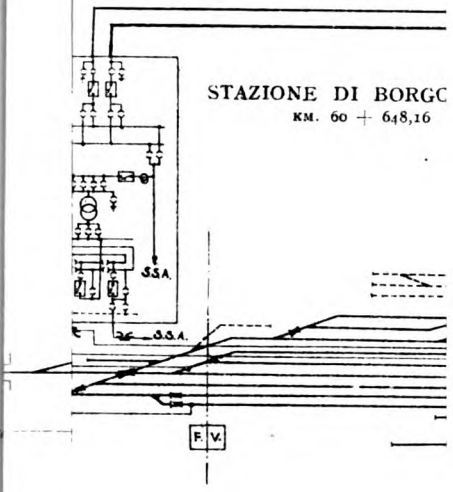 STAZIONE DI BORGO
KM. 60 + 648,16
S.S.A.
S.S.A.
F. V.